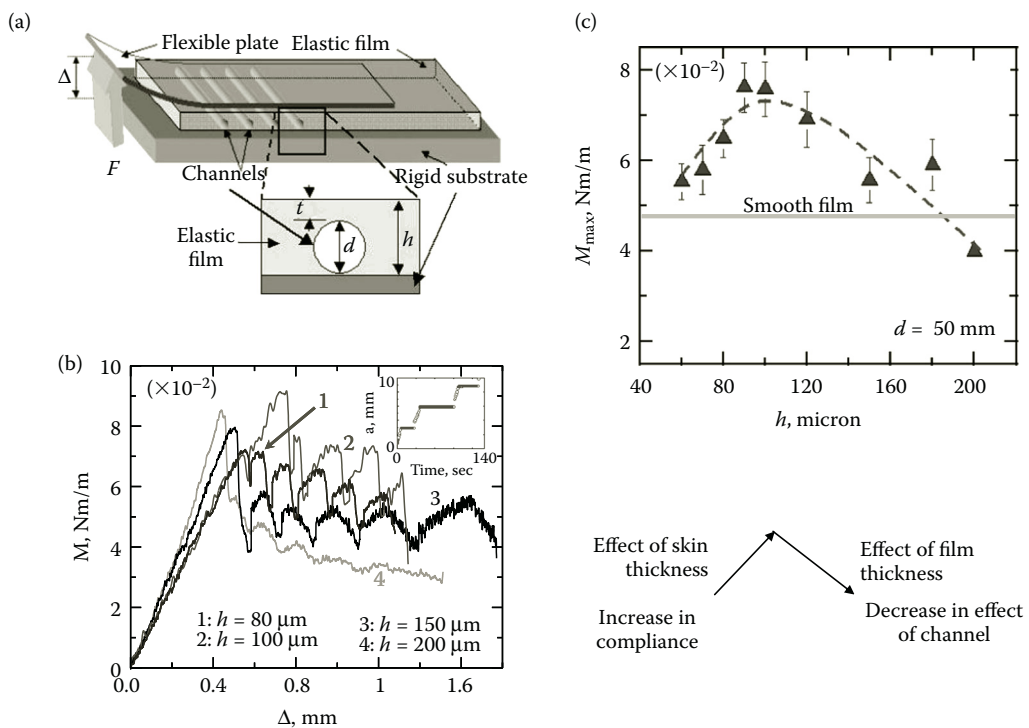 (a)
Flexible plate
Elastic film
Δ
F
Channels
Rigid substrate
t
Elastic
film
d
h
(b)
(×10⁻²)
M, Nm/m
10
8
6
4
2
0
0.0
0.4
0.8
1
1.6
Δ, mm
1
2
3
4
10
0
a, mm
0
140
Time, sec
1: h = 80 µm
2: h = 100 µm
3: h = 150 µm
4: h = 200 µm
(c)
(×10⁻²)
Mmax, Nm/m
8
6
4
2
Smooth film
d = 50 mm
40
80
120
160
200
h, micron
Effect of skin
thickness
Increase in
compliance
Effect of film
thickness
Decrease in effect
of channel